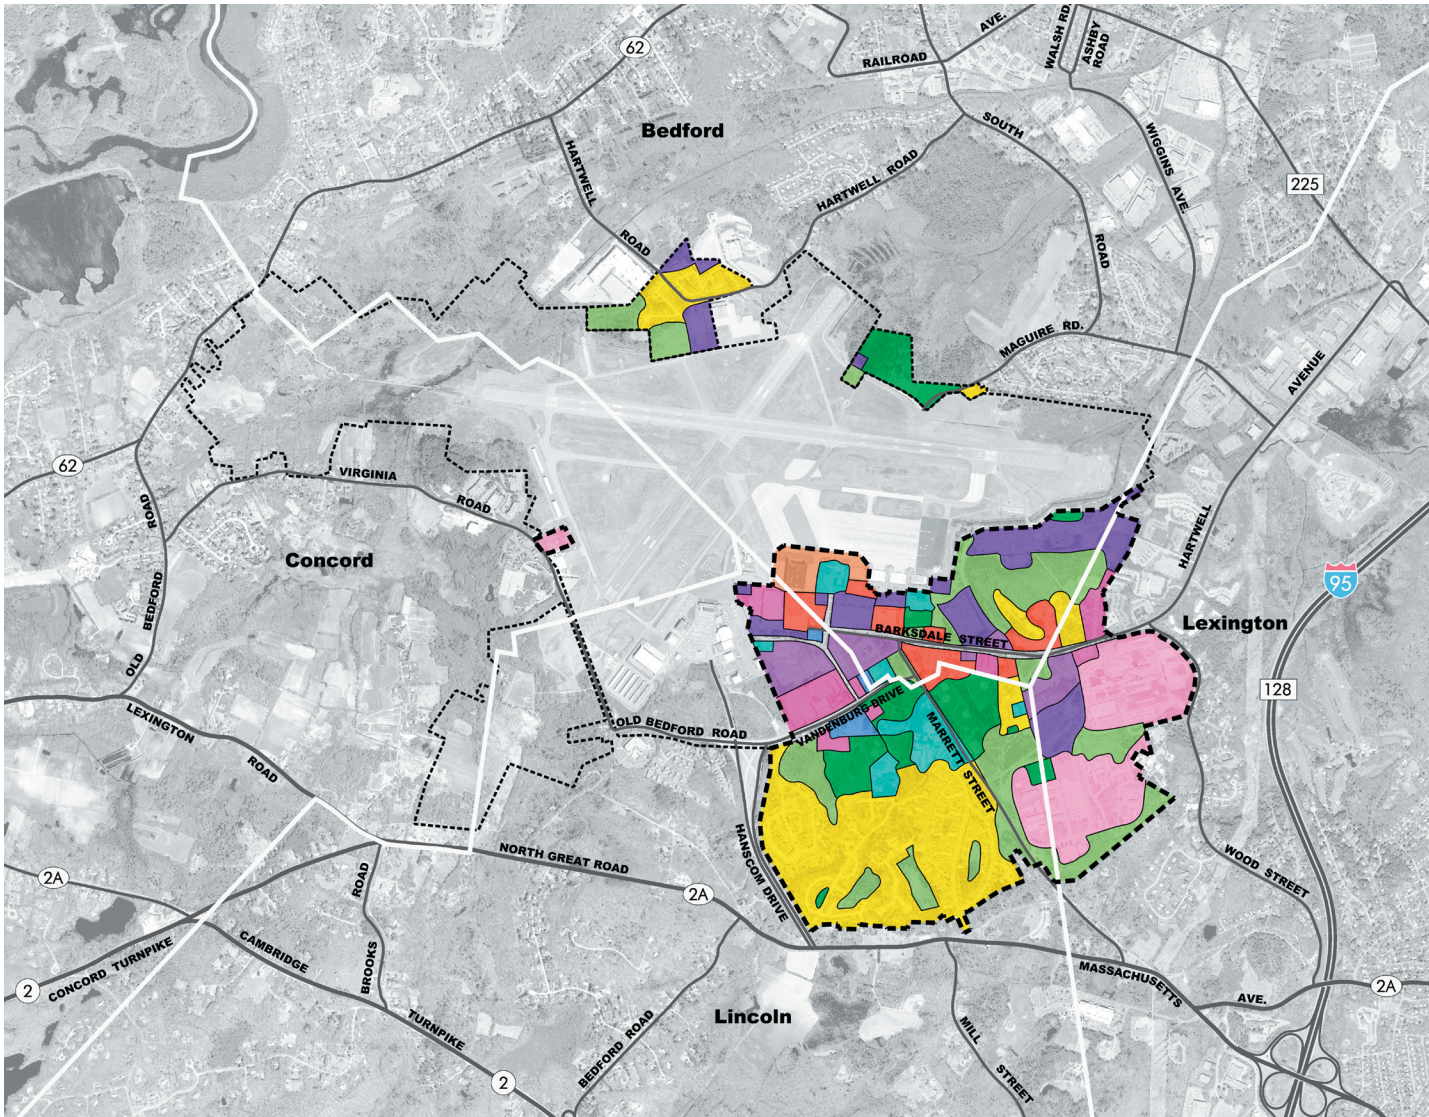 62
RAILROAD
AVE.
WALSH RD.
ASHBY
ROAD
Bedford
SOUTH
WIGGINS AVE.
HARTWELL
HARTWELL ROAD
225
ROAD
ROAD
MAGUIRE RD.
AVENUE
62
VIRGINIA
ROAD
ROAD
HARTWELL
Concord
BEDFORD
OLD
95
BARKSDALE STREET
Lexington
128
LEXINGTON
ROAD
OLD BEDFORD ROAD
VANDENBURG DRIVE
MARRETT
STREET
HANSCOM DRIVE
NORTH GREAT ROAD
2A
2A
WOOD STREET
ROAD
BROOKS
CONCORD TURNPIKE
2
CAMBRIDGE
TURNPIKE
2
BEDFORD ROAD
Lincoln
MILL
STREET
MASSACHUSETTS
AVE.
2A